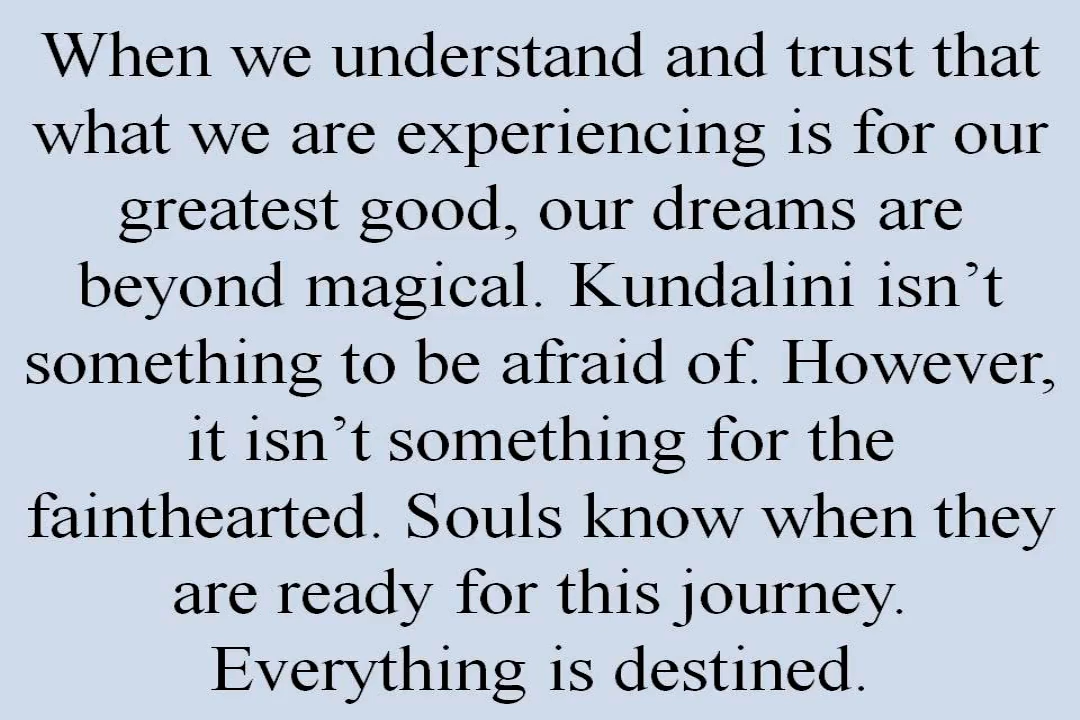 When we understand and trust that
what we are experiencing is for our
greatest good, our dreams are
beyond magical. Kundalini isn’t
something to be afraid of. However,
it isn’t something for the
fainthearted. Souls know when they
are ready for this journey.
Everything is destined.